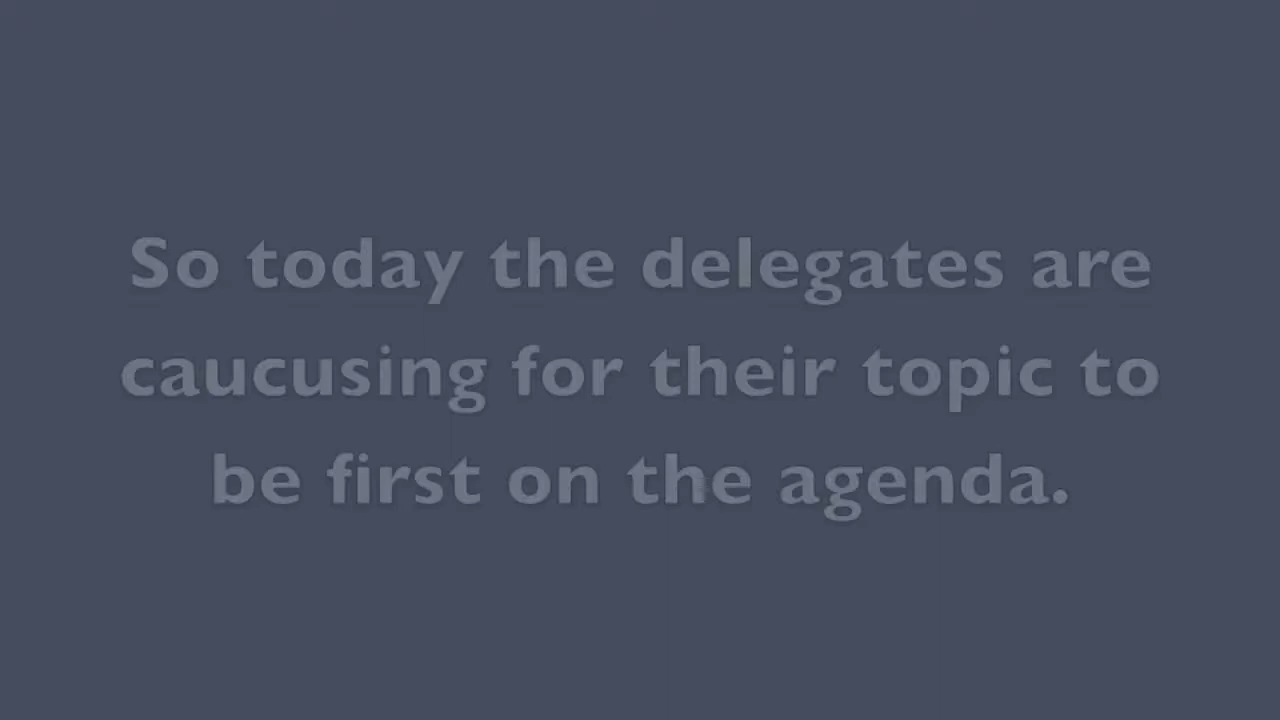 So today the delegates are
caucusing for their topic to
be first on the agenda.